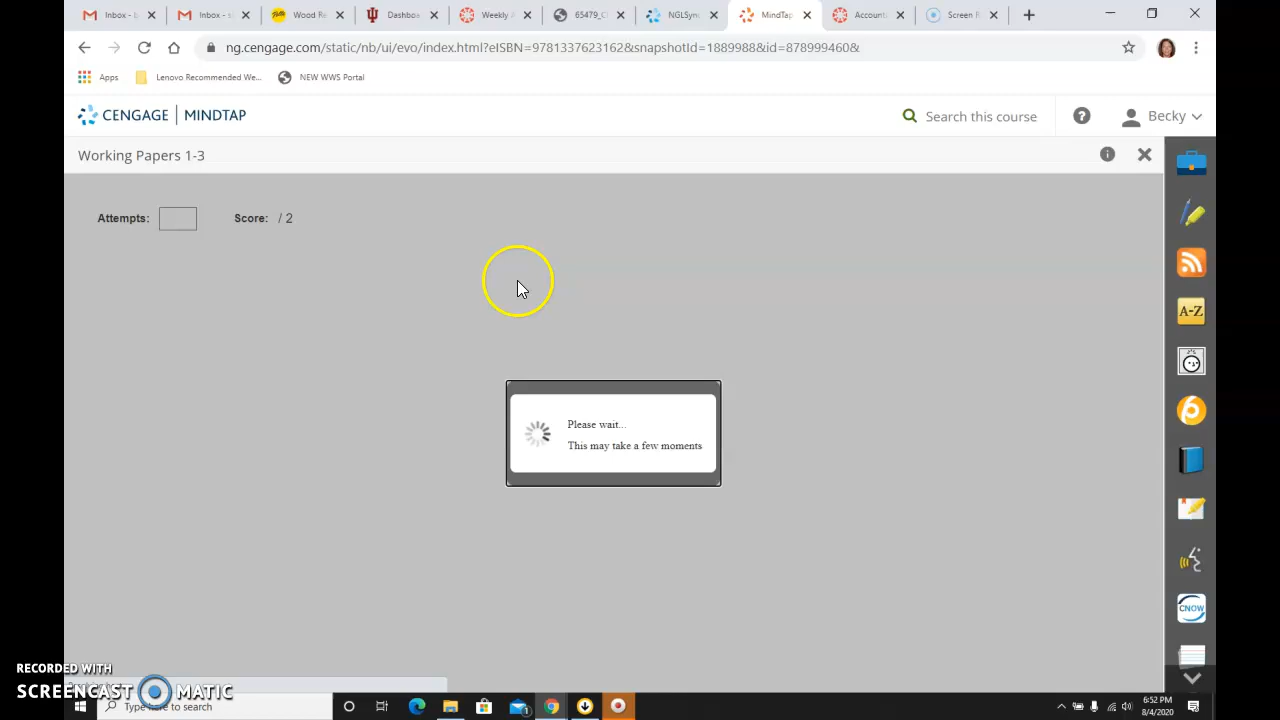 Inbox - b
Inbox - s
Wood Re
Dashboa
Weekly A
65479_C
NGLSync
MindTap
Accounti
Screen R
ng.cengage.com/static/nb/ui/evo/index.html?eISBN=9781337623162&snapshotId=1889988&id=878999460&
Apps
Lenovo Recommended We...
NEW WWS Portal
CENGAGE | MINDTAP
Search this course
Becky
Working Papers 1-3
Attempts:
Score: / 2
A-Z
Please wait...
This may take a few moments
CNOW
RECORDED WITH
SCREENCAST MATIC
Type here to search
6:52 PM
8/4/2020